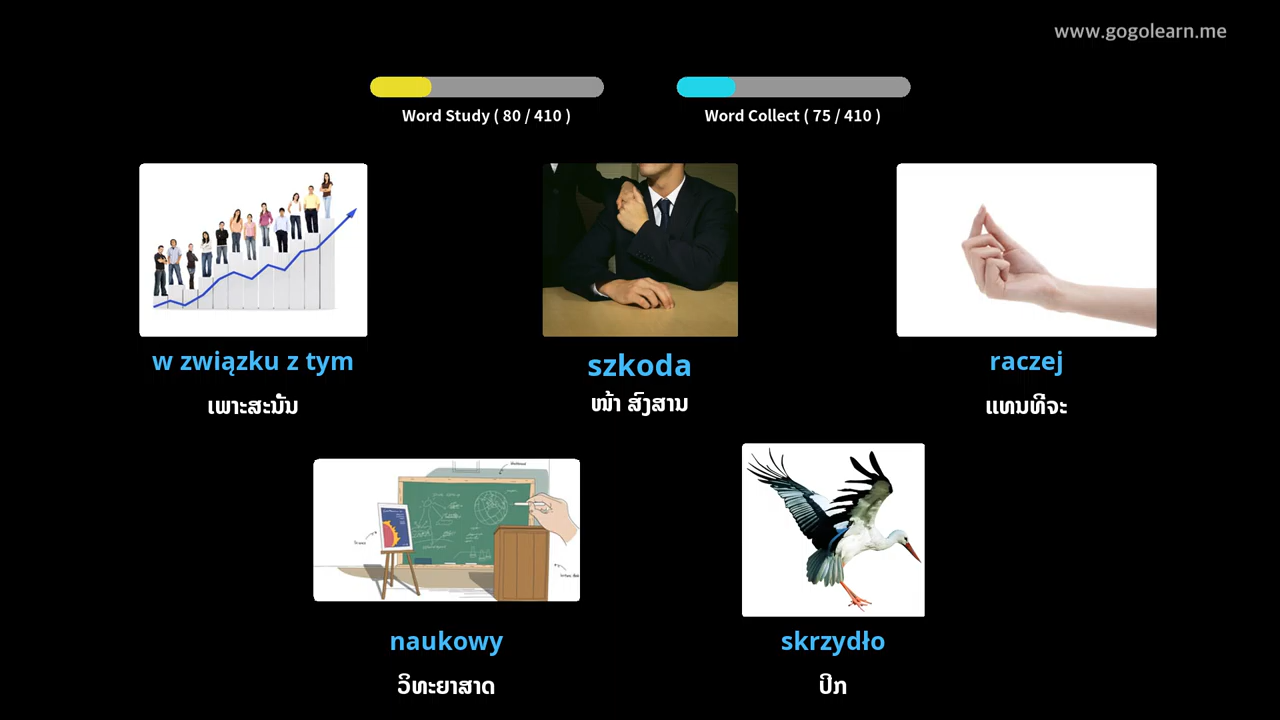 www.gogolearn.me
Word Study ( 80 / 410 )
Word Collect ( 75 / 410 )
w związku z tym
szkoda
raczej
ເພາະສະນັ້ນ
ໜ້າ ສົງສານ
ແທນທີ່ຈະ
naukowy
skrzydło
ວິທະຍາສາດ
ປີກ